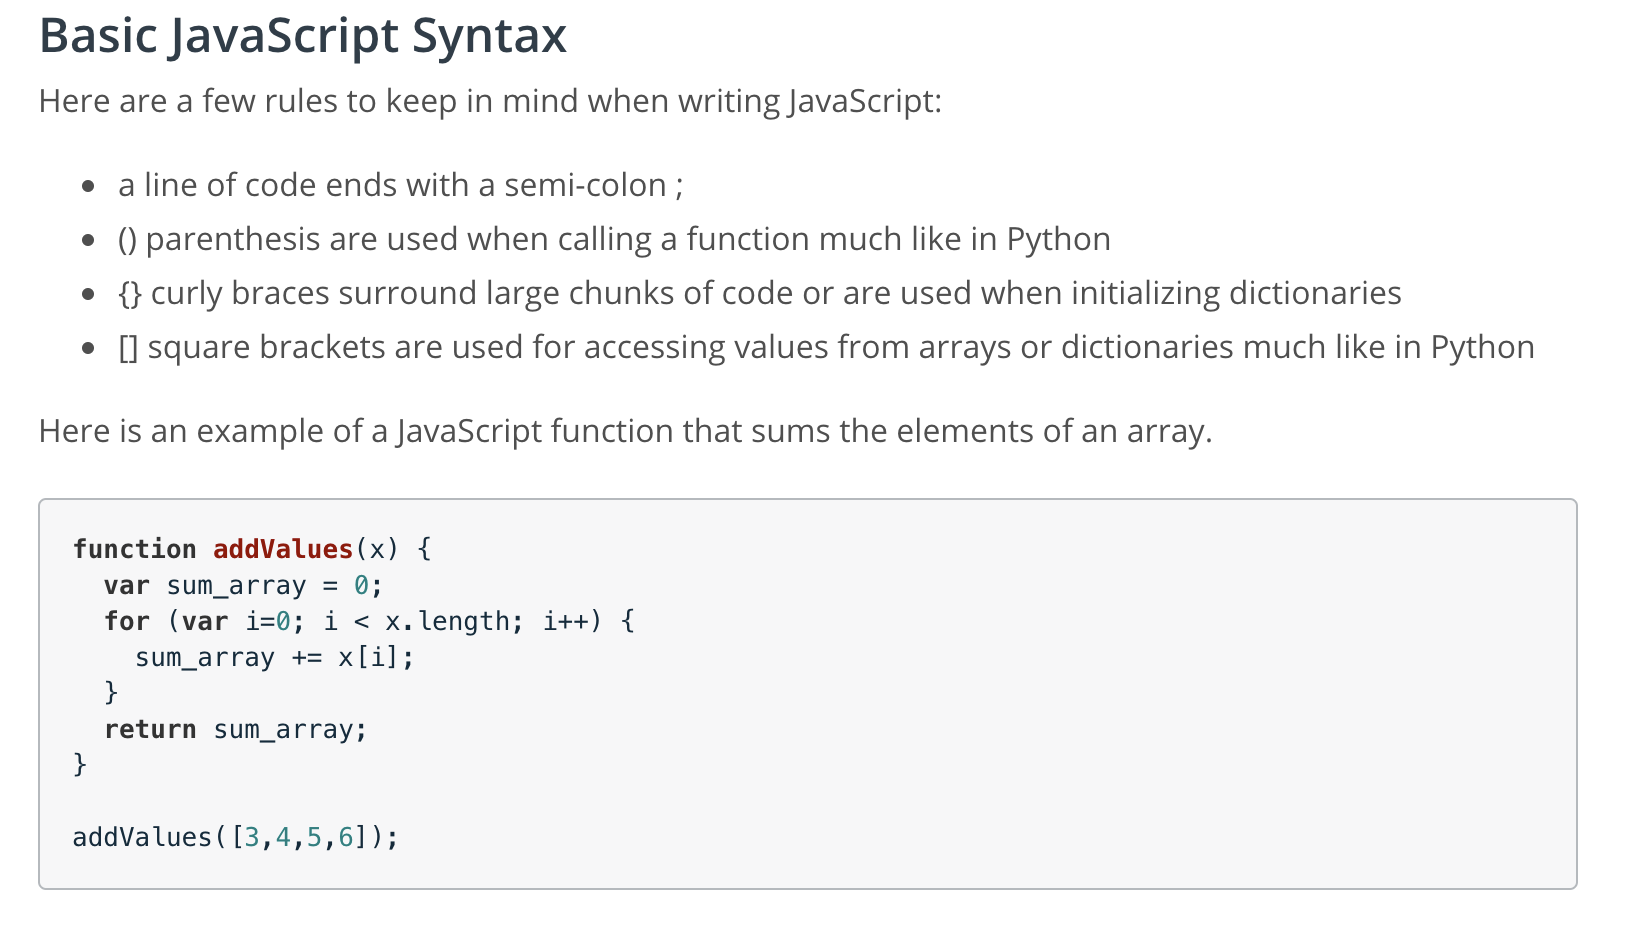 Basic JavaScript Syntax
Here are a few rules to keep in mind when writing JavaScript:
• a line of code ends with a semi-colon ;
• () parenthesis are used when calling a function much like in Python
• {} curly braces surround large chunks of code or are used when initializing dictionaries
• [] square brackets are used for accessing values from arrays or dictionaries much like in Python
Here is an example of a JavaScript function that sums the elements of an array.
function addValues(x) {
  var sum_array = 0;
  for (var i=0; i < x.length; i++) {
    sum_array += x[i];
  }
  return sum_array;
}
addValues([3,4,5,6]);